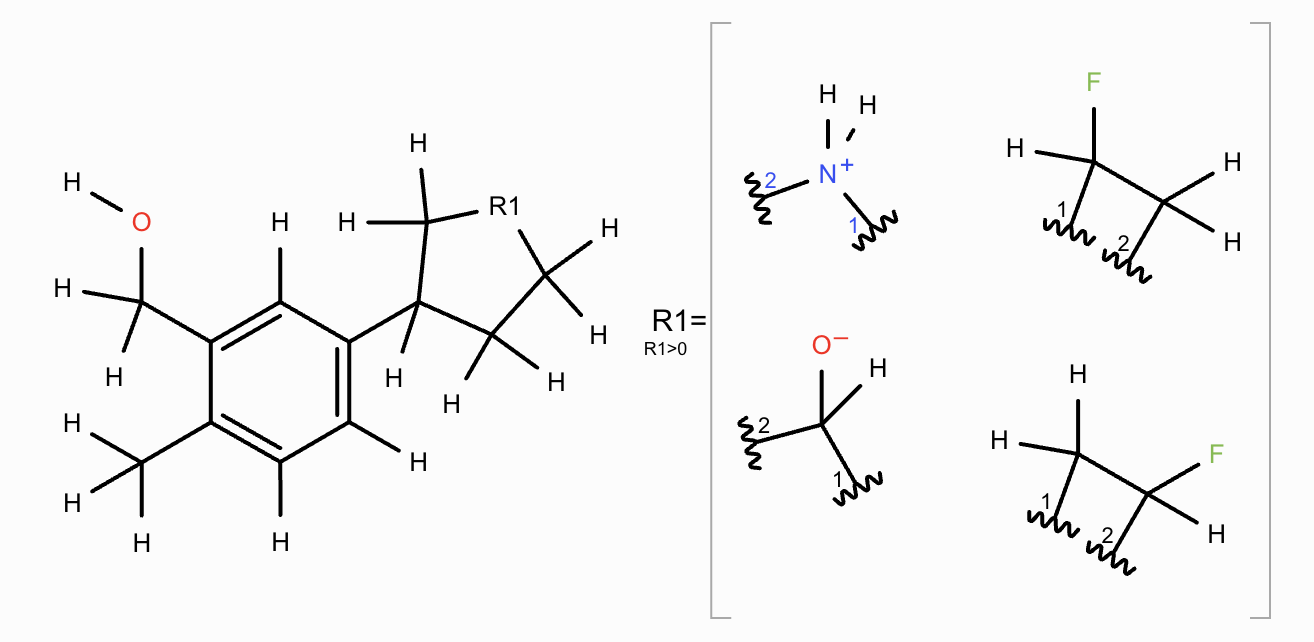 F
H H
H H
H
2 N+
H H
O H
H R1 H
1 1
H 2 H
H
R1=
R1>0
O−
H H
H H H
H
H 2
H H F
H 1 1
2 H
H H